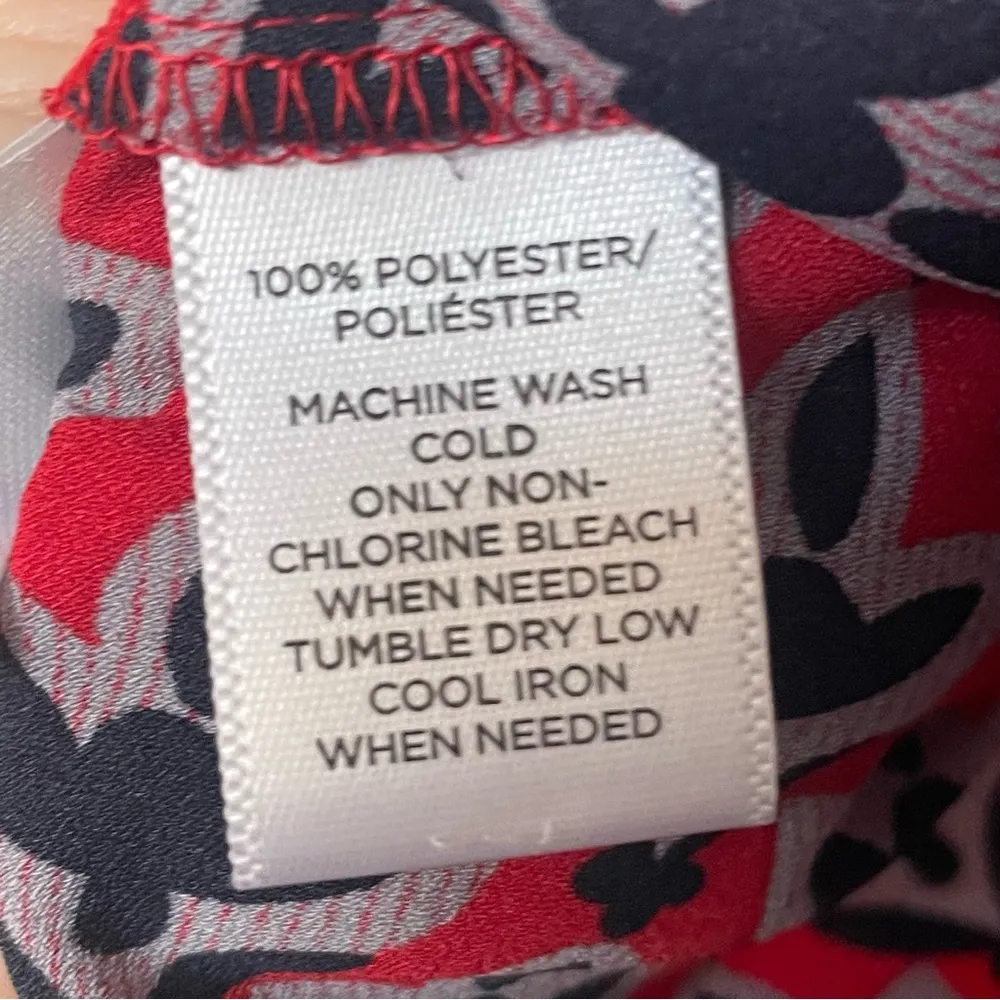 100% POLYESTER/
POLIÉSTER
MACHINE WASH
COLD
ONLY NON-
CHLORINE BLEACH
WHEN NEEDED
TUMBLE DRY LOW
COOL IRON
WHEN NEEDED